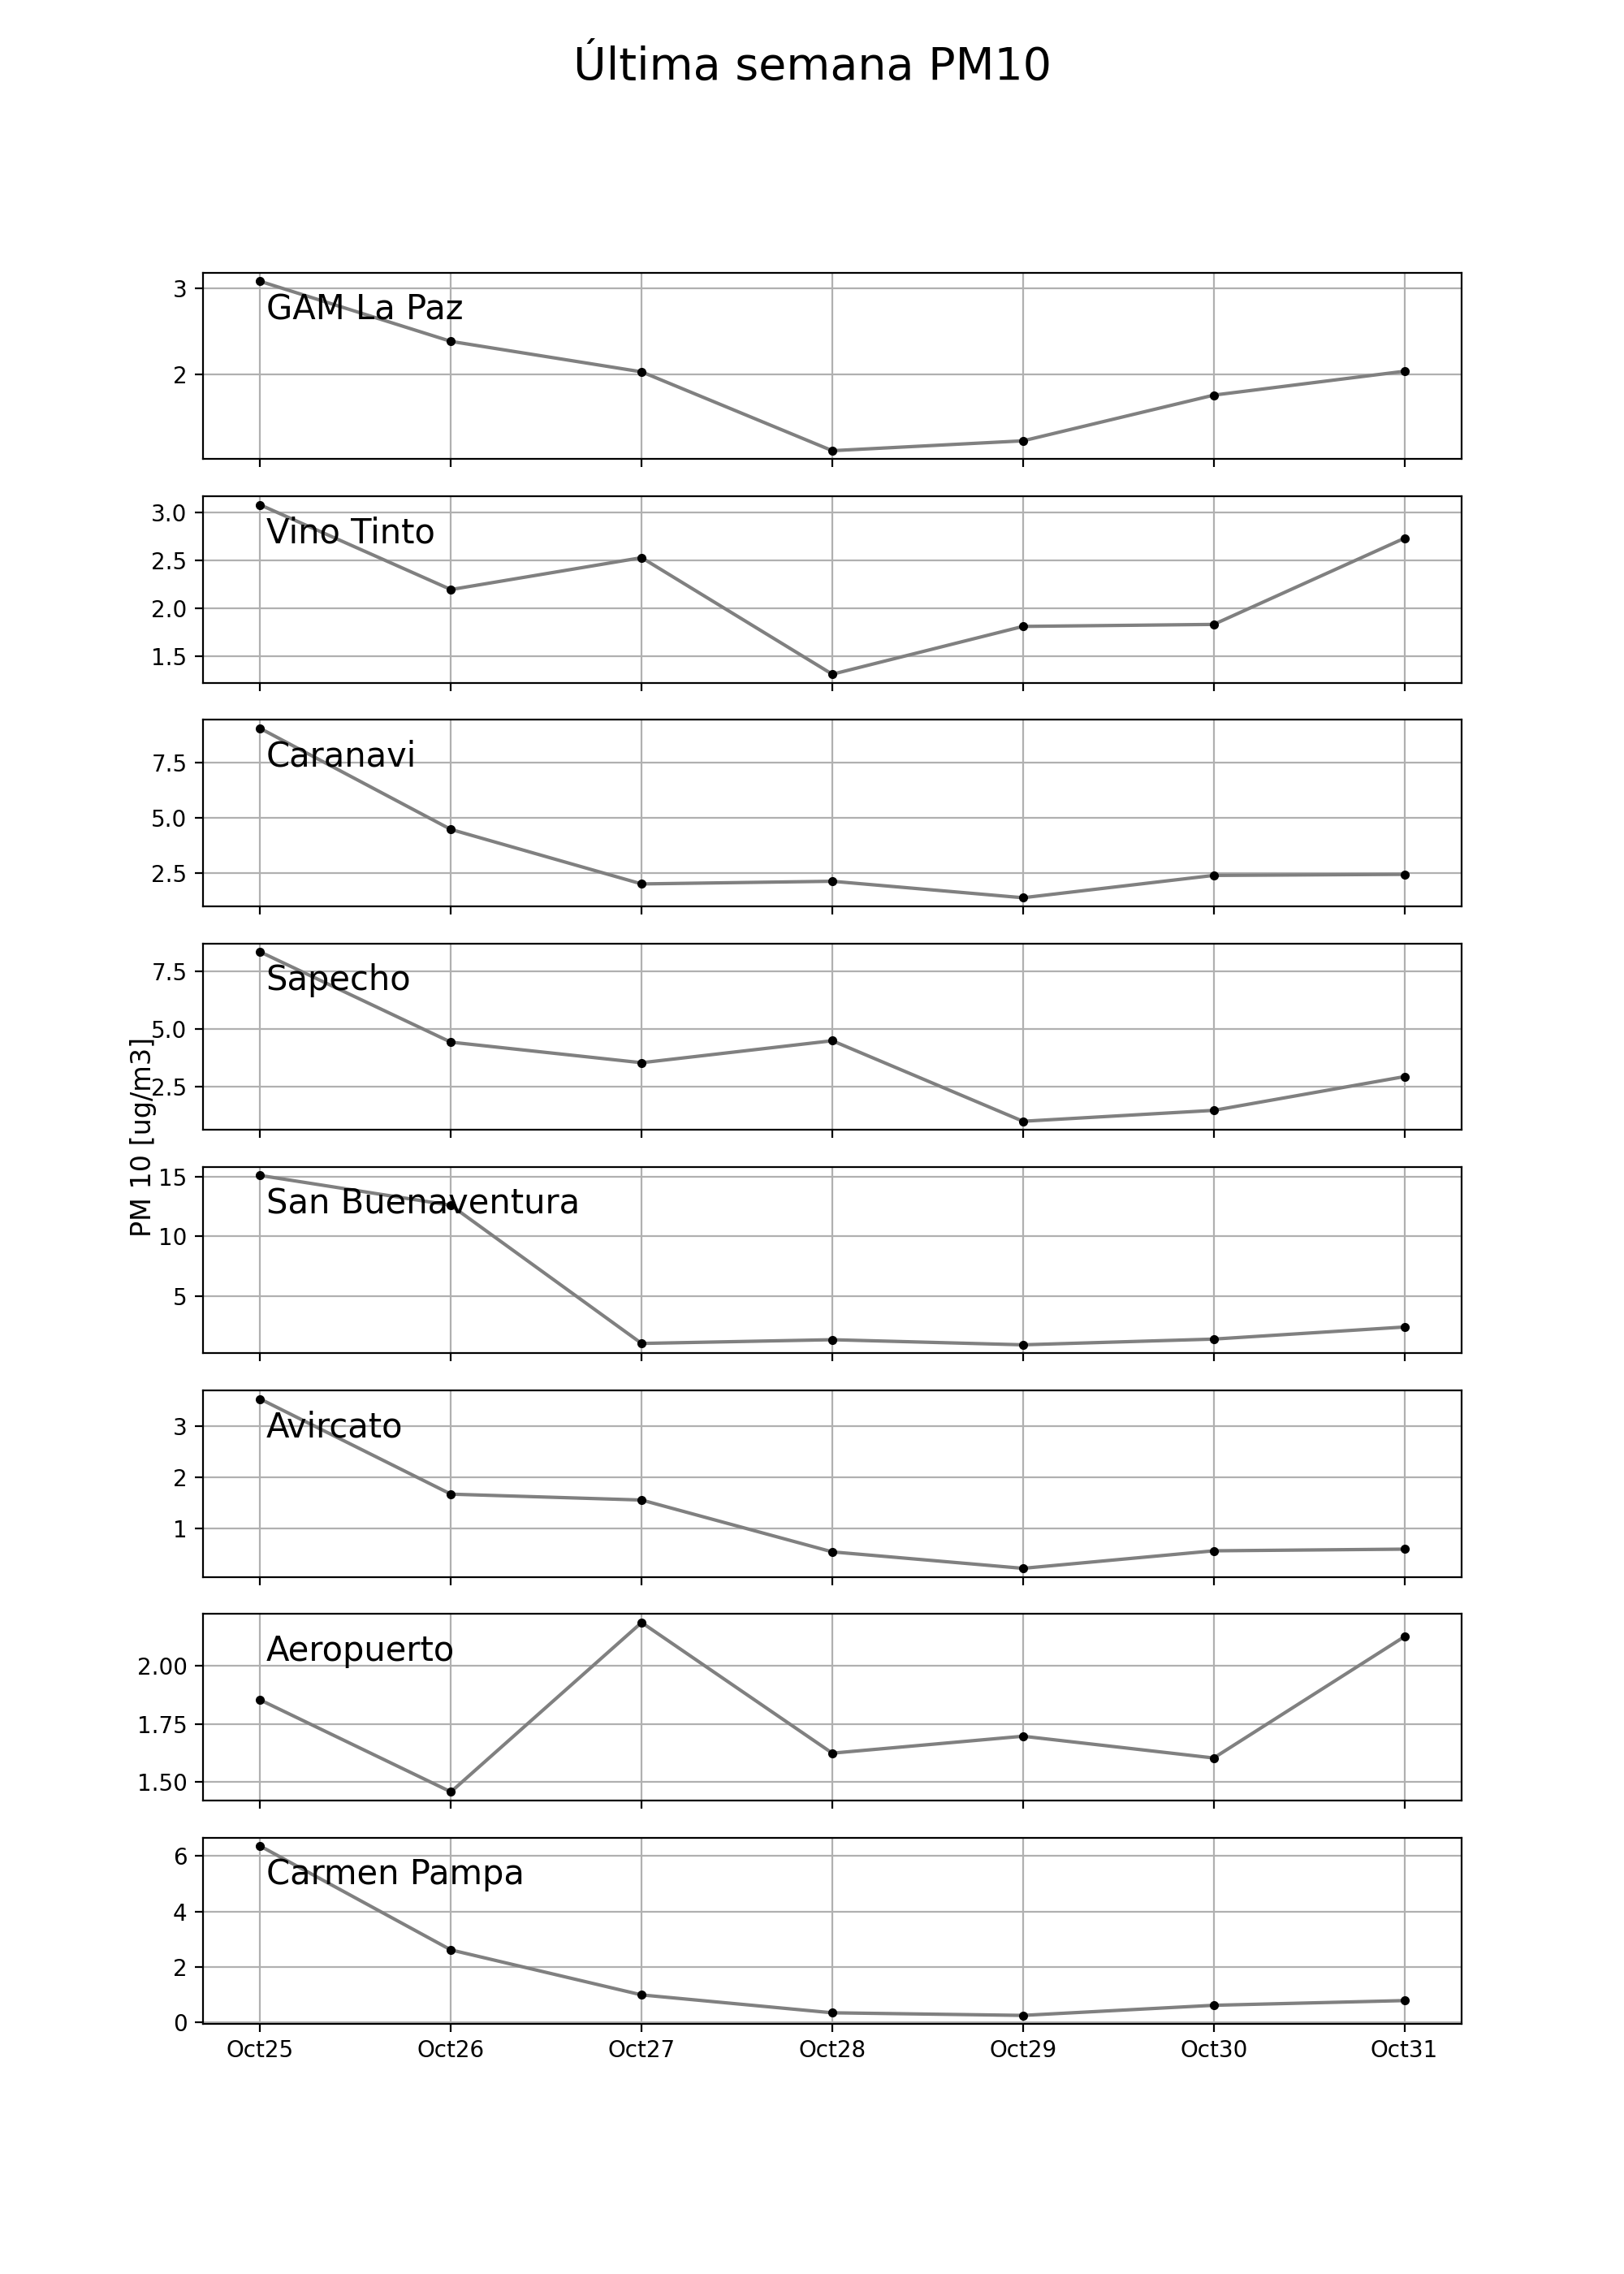 Última semana PM10
3
2
GAM La Paz
3.0
2.5
2.0
1.5
Vino Tinto
7.5
5.0
2.5
Caranavi
7.5
5.0
2.5
Sapecho
PM 10 [ug/m3]
15
10
5
San Buenaventura
3
2
1
Avircato
2.00
1.75
1.50
Aeropuerto
6
4
2
0
Carmen Pampa
Oct25 Oct26 Oct27 Oct28 Oct29 Oct30 Oct31